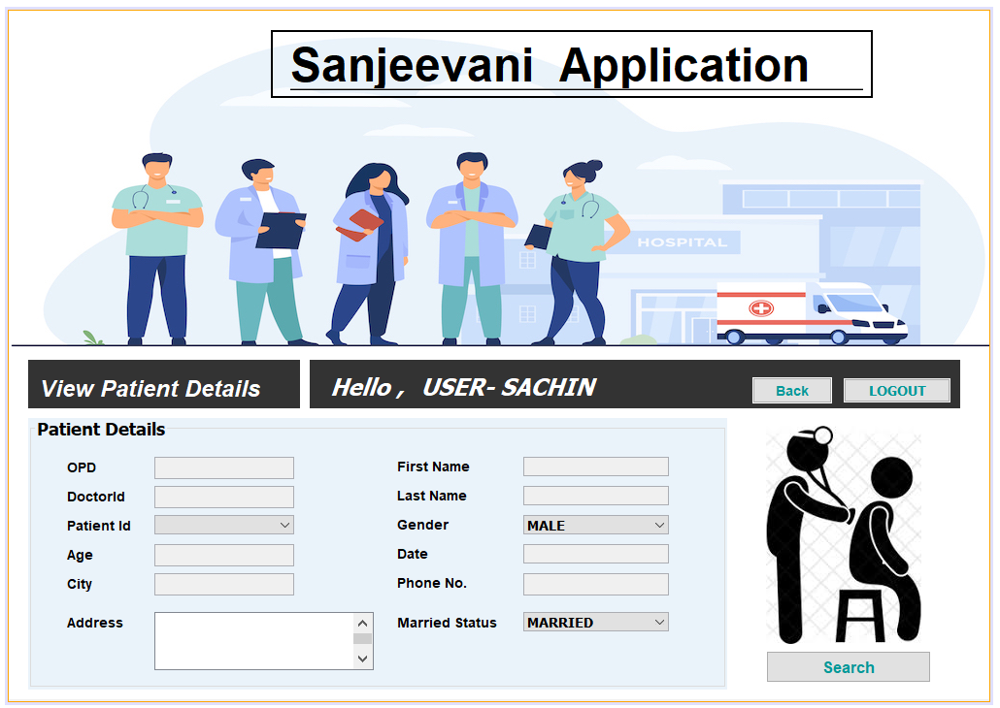 Sanjeevani Application
HOSPITAL
View Patient Details
Hello , USER- SACHIN
Back
LOGOUT
Patient Details
OPD
First Name
DoctorId
Last Name
Patient Id
Gender
MALE
Age
Date
City
Phone No.
Address
Married Status
MARRIED
Search